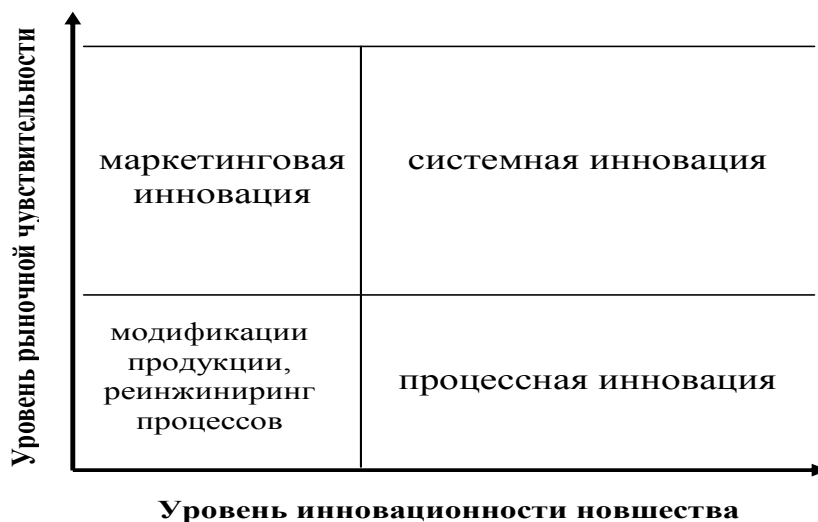 Уровень рыночной чувствительности
маркетинговая
инновация
системная инновация
модификации
продукции,
реинжиниринг
процессов
процессная инновация
Уровень инновационности новшества